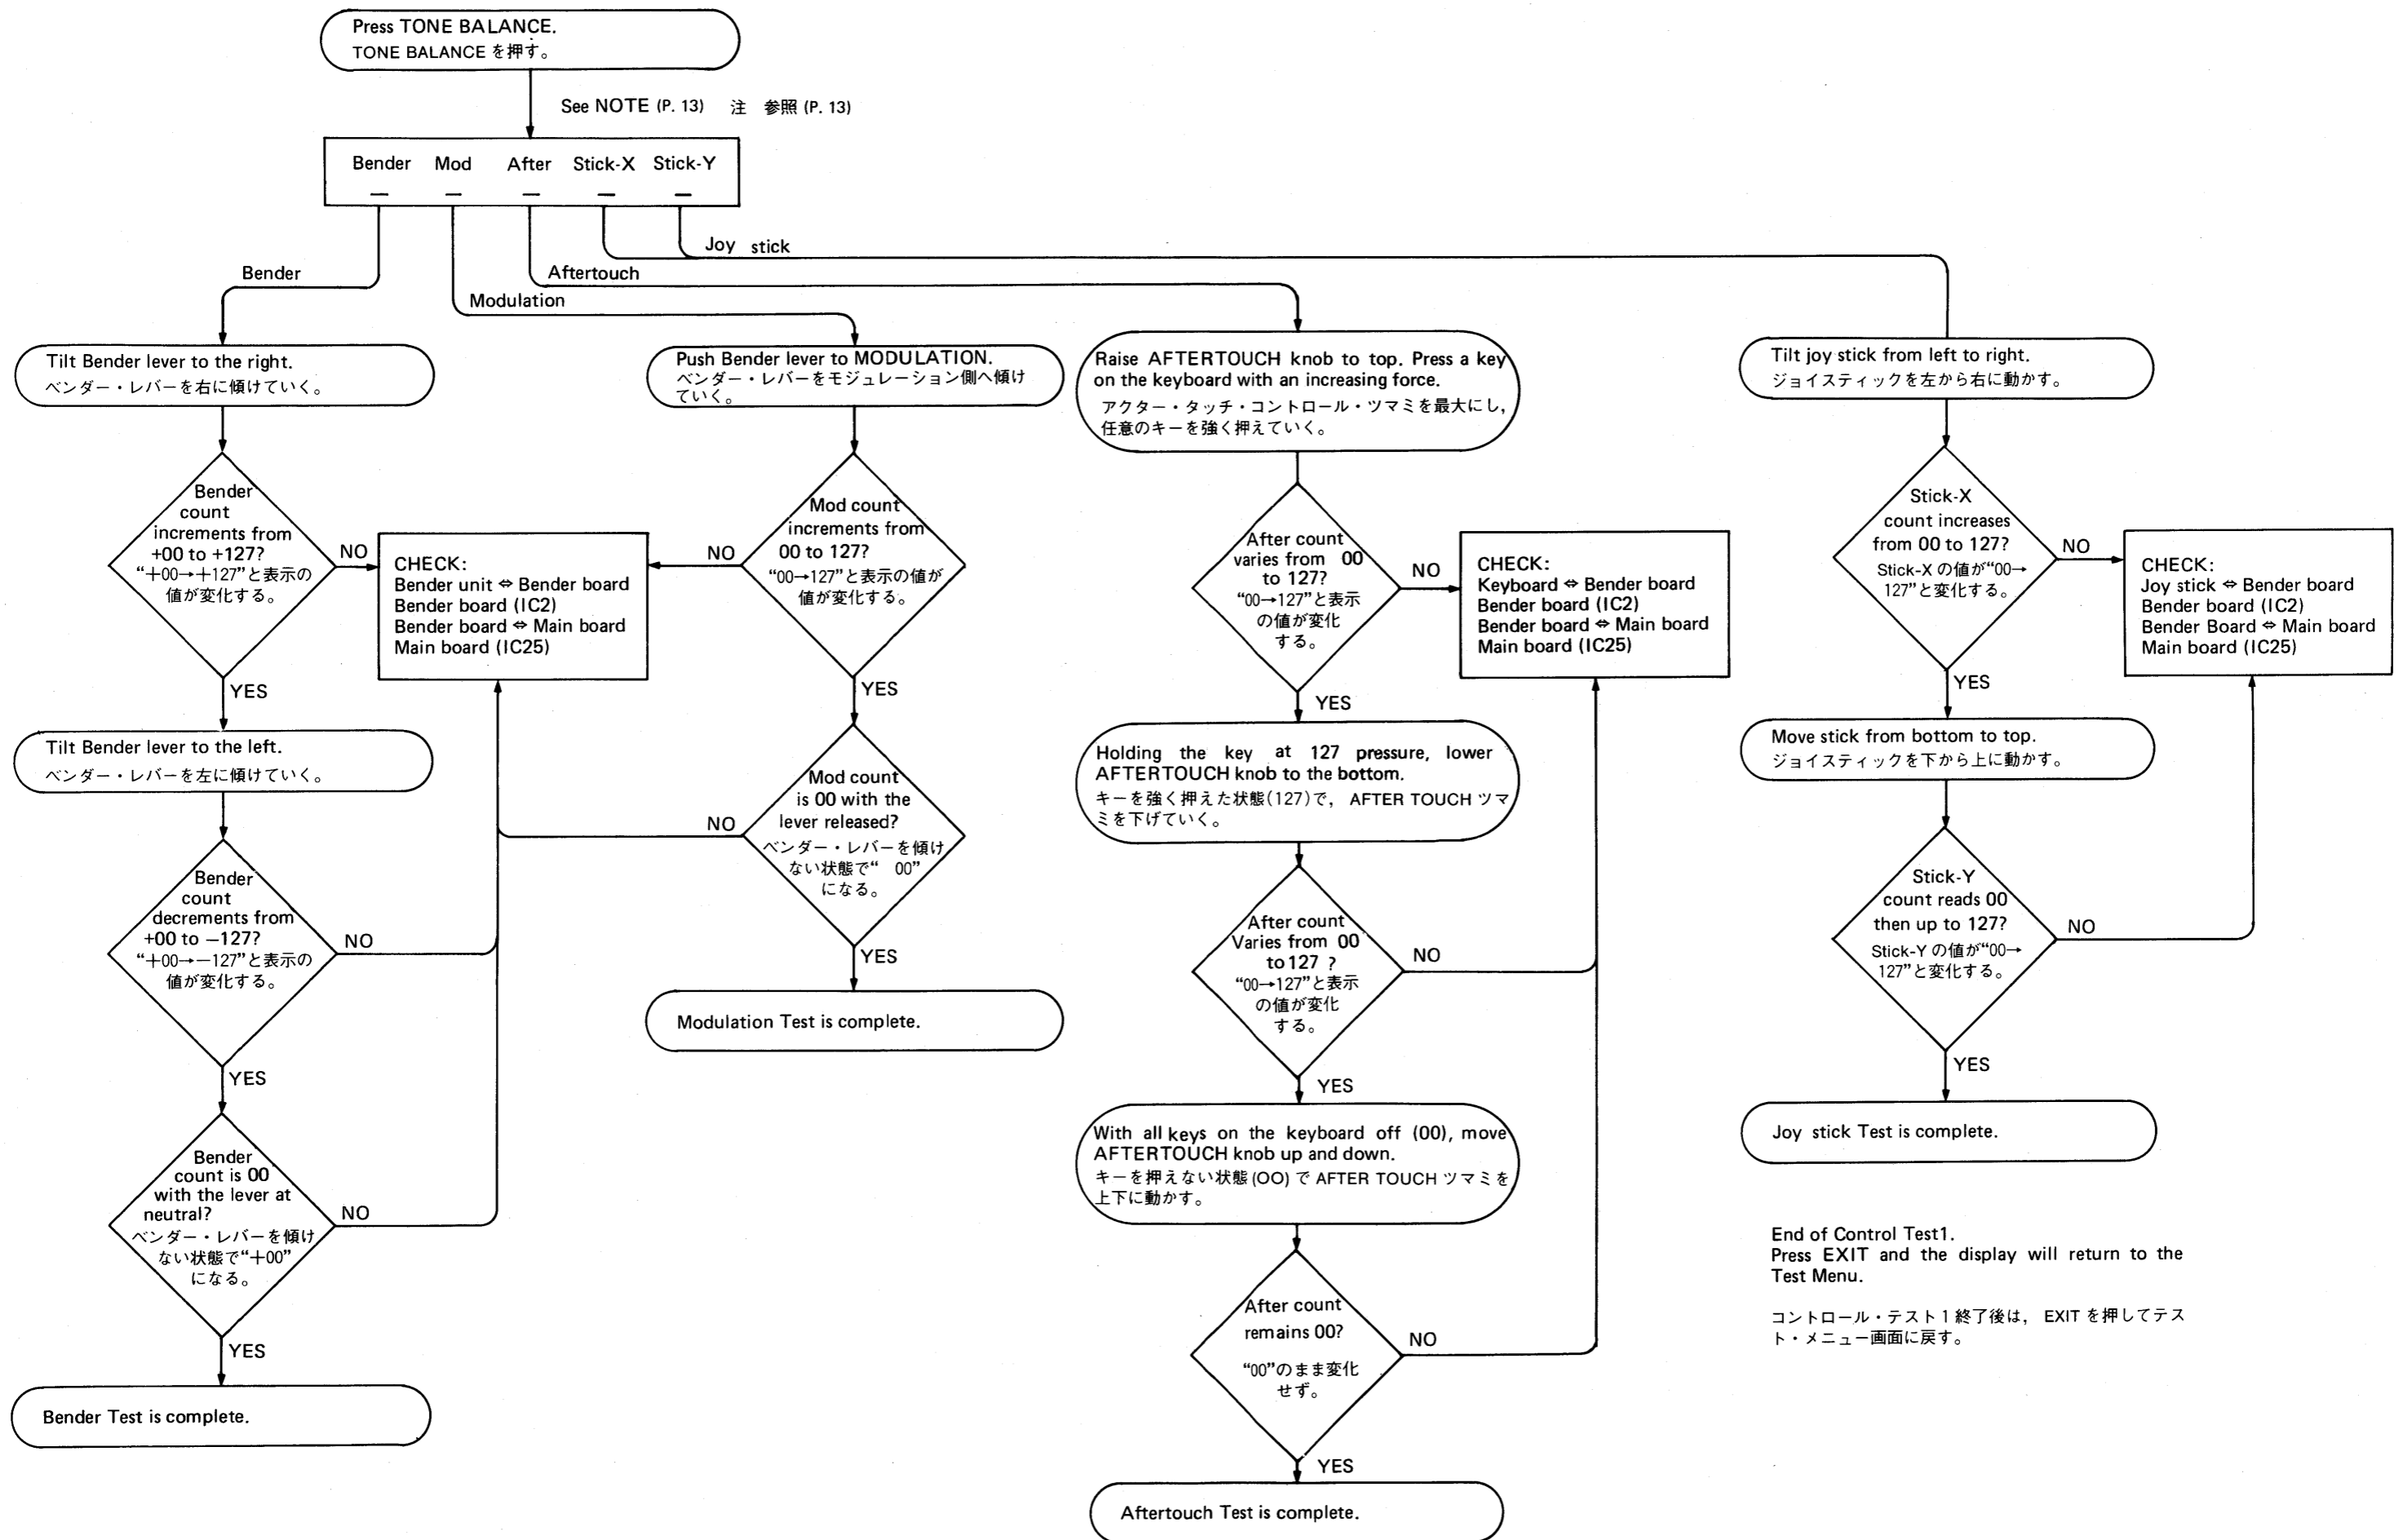 Press TONE BALANCE.
TONE BALANCE を押す。
See NOTE (P. 13) 注 参照 (P. 13)
Bender Mod After Stick-X Stick-Y
— — — — —
Joy stick
Bender
Aftertouch
Modulation
Tilt Bender lever to the right.
ベンダー・レバーを右に傾けていく。
Bender
count
increments from
+00 to +127?
“＋00→＋127”と表示の
値が変化する。
NO
YES
CHECK:
Bender unit ⇔ Bender board
Bender board (IC2)
Bender board ⇔ Main board
Main board (IC25)
Tilt Bender lever to the left.
ベンダー・レバーを左に傾けていく。
Bender
count
decrements from
+00 to −127?
“＋00→−127”と表示の
値が変化する。
NO
YES
Bender
count is 00
with the lever at
neutral?
ベンダー・レバーを傾け
ない状態で“＋00”
になる。
NO
YES
Bender Test is complete.
Push Bender lever to MODULATION.
ベンダー・レバーをモジュレーション側へ傾け
ていく。
Mod count
increments from
00 to 127?
“00→127”と表示の値が
値が変化する。
NO
YES
Mod count
is 00 with the
lever released?
ベンダー・レバーを傾け
ない状態で“ 00”
になる。
NO
YES
Modulation Test is complete.
Raise AFTERTOUCH knob to top. Press a key
on the keyboard with an increasing force.
アクター・タッチ・コントロール・ツマミを最大にし，
任意のキーを強く押えていく。
After count
varies from 00
to 127?
“00→127”と表示
の値が変化
する。
NO
YES
CHECK:
Keyboard ⇔ Bender board
Bender board (IC2)
Bender board ⇔ Main board
Main board (IC25)
Holding the key at 127 pressure, lower
AFTERTOUCH knob to the bottom.
キーを強く押えた状態(127)で， AFTER TOUCH ツマ
ミを下げていく。
After count
Varies from 00
to 127 ?
“00→127”と表示
の値が変化
する。
NO
YES
With all keys on the keyboard off (00), move
AFTERTOUCH knob up and down.
キーを押えない状態(OO)で AFTER TOUCH ツマミを
上下に動かす。
After count
remains 00?
“00”のまま変化
せず。
NO
YES
Aftertouch Test is complete.
Tilt joy stick from left to right.
ジョイスティックを左から右に動かす。
Stick-X
count increases
from 00 to 127?
Stick-X の値が“00→
127”と変化する。
NO
YES
CHECK:
Joy stick ⇔ Bender board
Bender board (IC2)
Bender Board ⇔ Main board
Main board (IC25)
Move stick from bottom to top.
ジョイスティックを下から上に動かす。
Stick-Y
count reads 00
then up to 127?
Stick-Y の値が“00→
127”と変化する。
NO
YES
Joy stick Test is complete.
End of Control Test1.
Press EXIT and the display will return to the
Test Menu.
コントロール・テスト1 終了後は， EXIT を押してテス
ト・メニュー画面に戻す。